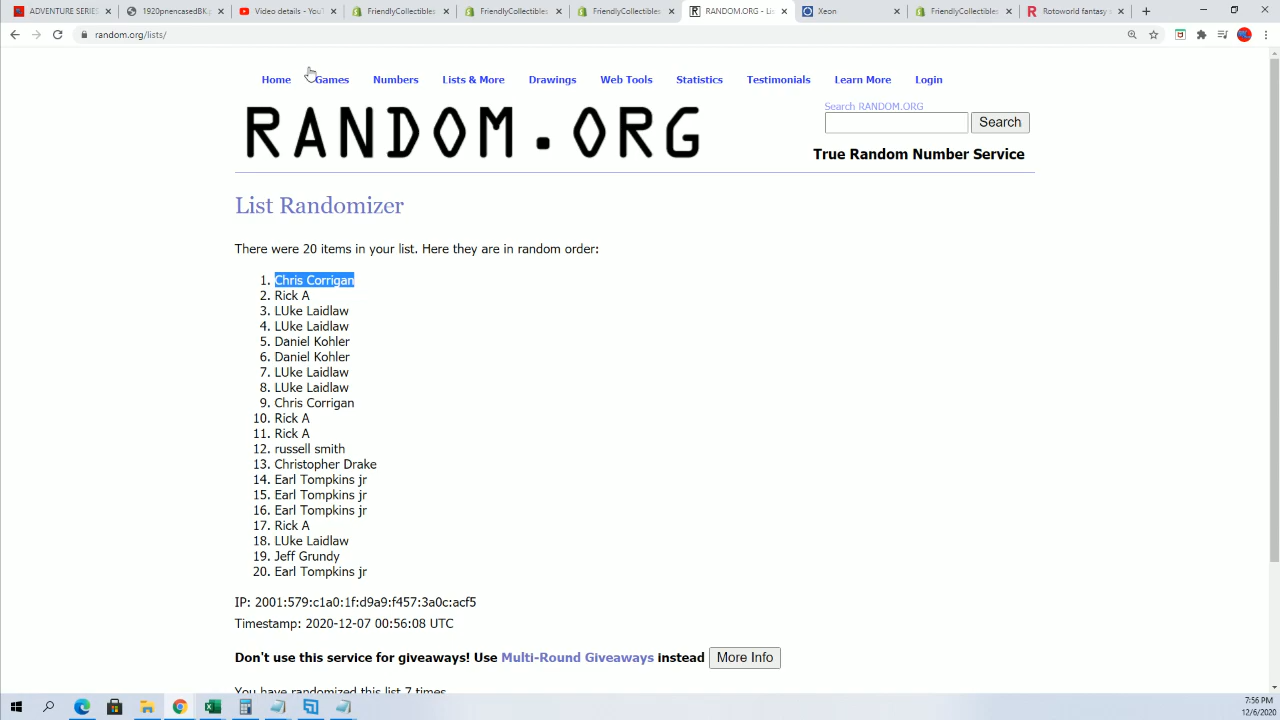 ADVENTURE SERIES
1920pnencasedBK.j
Video details - YouT
FriendlyCollectibles
FriendlyCollectibles
FriendlyCollectibles
RANDOM.ORG - Lis
Xeon
FriendlyCollectibles
Rotoworld fantasy s
random.org/lists/
Home Games Numbers Lists & More Drawings Web Tools Statistics Testimonials Learn More Login
RANDOM.ORG
Search RANDOM.ORG
Search
True Random Number Service
List Randomizer
There were 20 items in your list. Here they are in random order:
1. Chris Corrigan
2. Rick A
3. LUke Laidlaw
4. LUke Laidlaw
5. Daniel Kohler
6. Daniel Kohler
7. LUke Laidlaw
8. LUke Laidlaw
9. Chris Corrigan
10. Rick A
11. Rick A
12. russell smith
13. Christopher Drake
14. Earl Tompkins jr
15. Earl Tompkins jr
16. Earl Tompkins jr
17. Rick A
18. LUke Laidlaw
19. Jeff Grundy
20. Earl Tompkins jr
IP: 2001:579:c1a0:1f:d9a9:f457:3a0c:acf5
Timestamp: 2020-12-07 00:56:08 UTC
Don't use this service for giveaways! Use Multi-Round Giveaways instead More Info
You have randomized this list 7 times
7:56 PM
12/6/2020